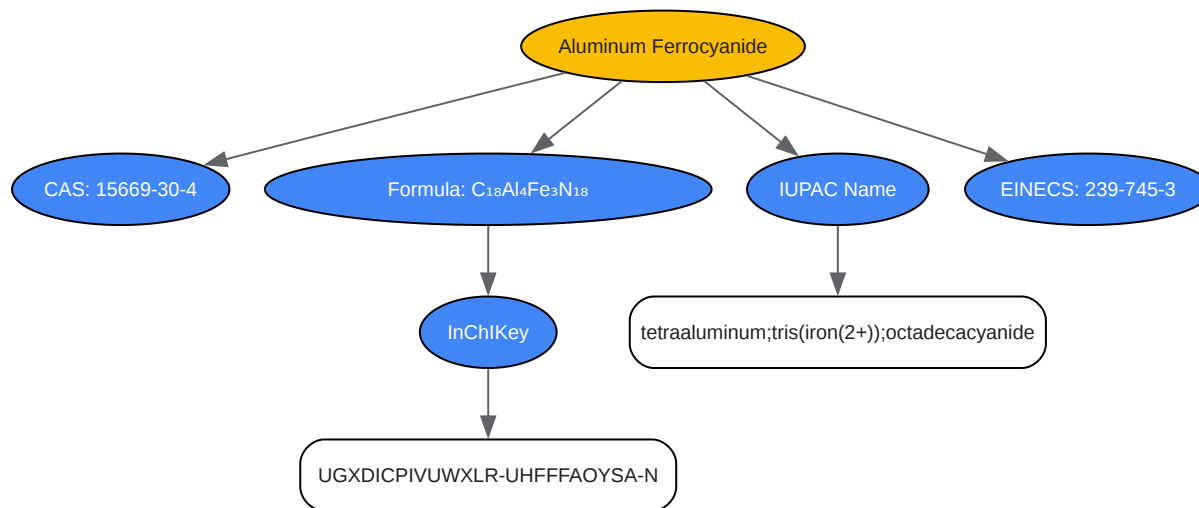 Aluminum Ferrocyanide
CAS: 15669-30-4
Formula: C₁₈Al₄Fe₃N₁₈
IUPAC Name
EINECS: 239-745-3
InChIKey
tetraaluminum;tris(iron(2+));octadecacyanide
UGXDICPIVUWXLR-UHFFFAOYSA-N